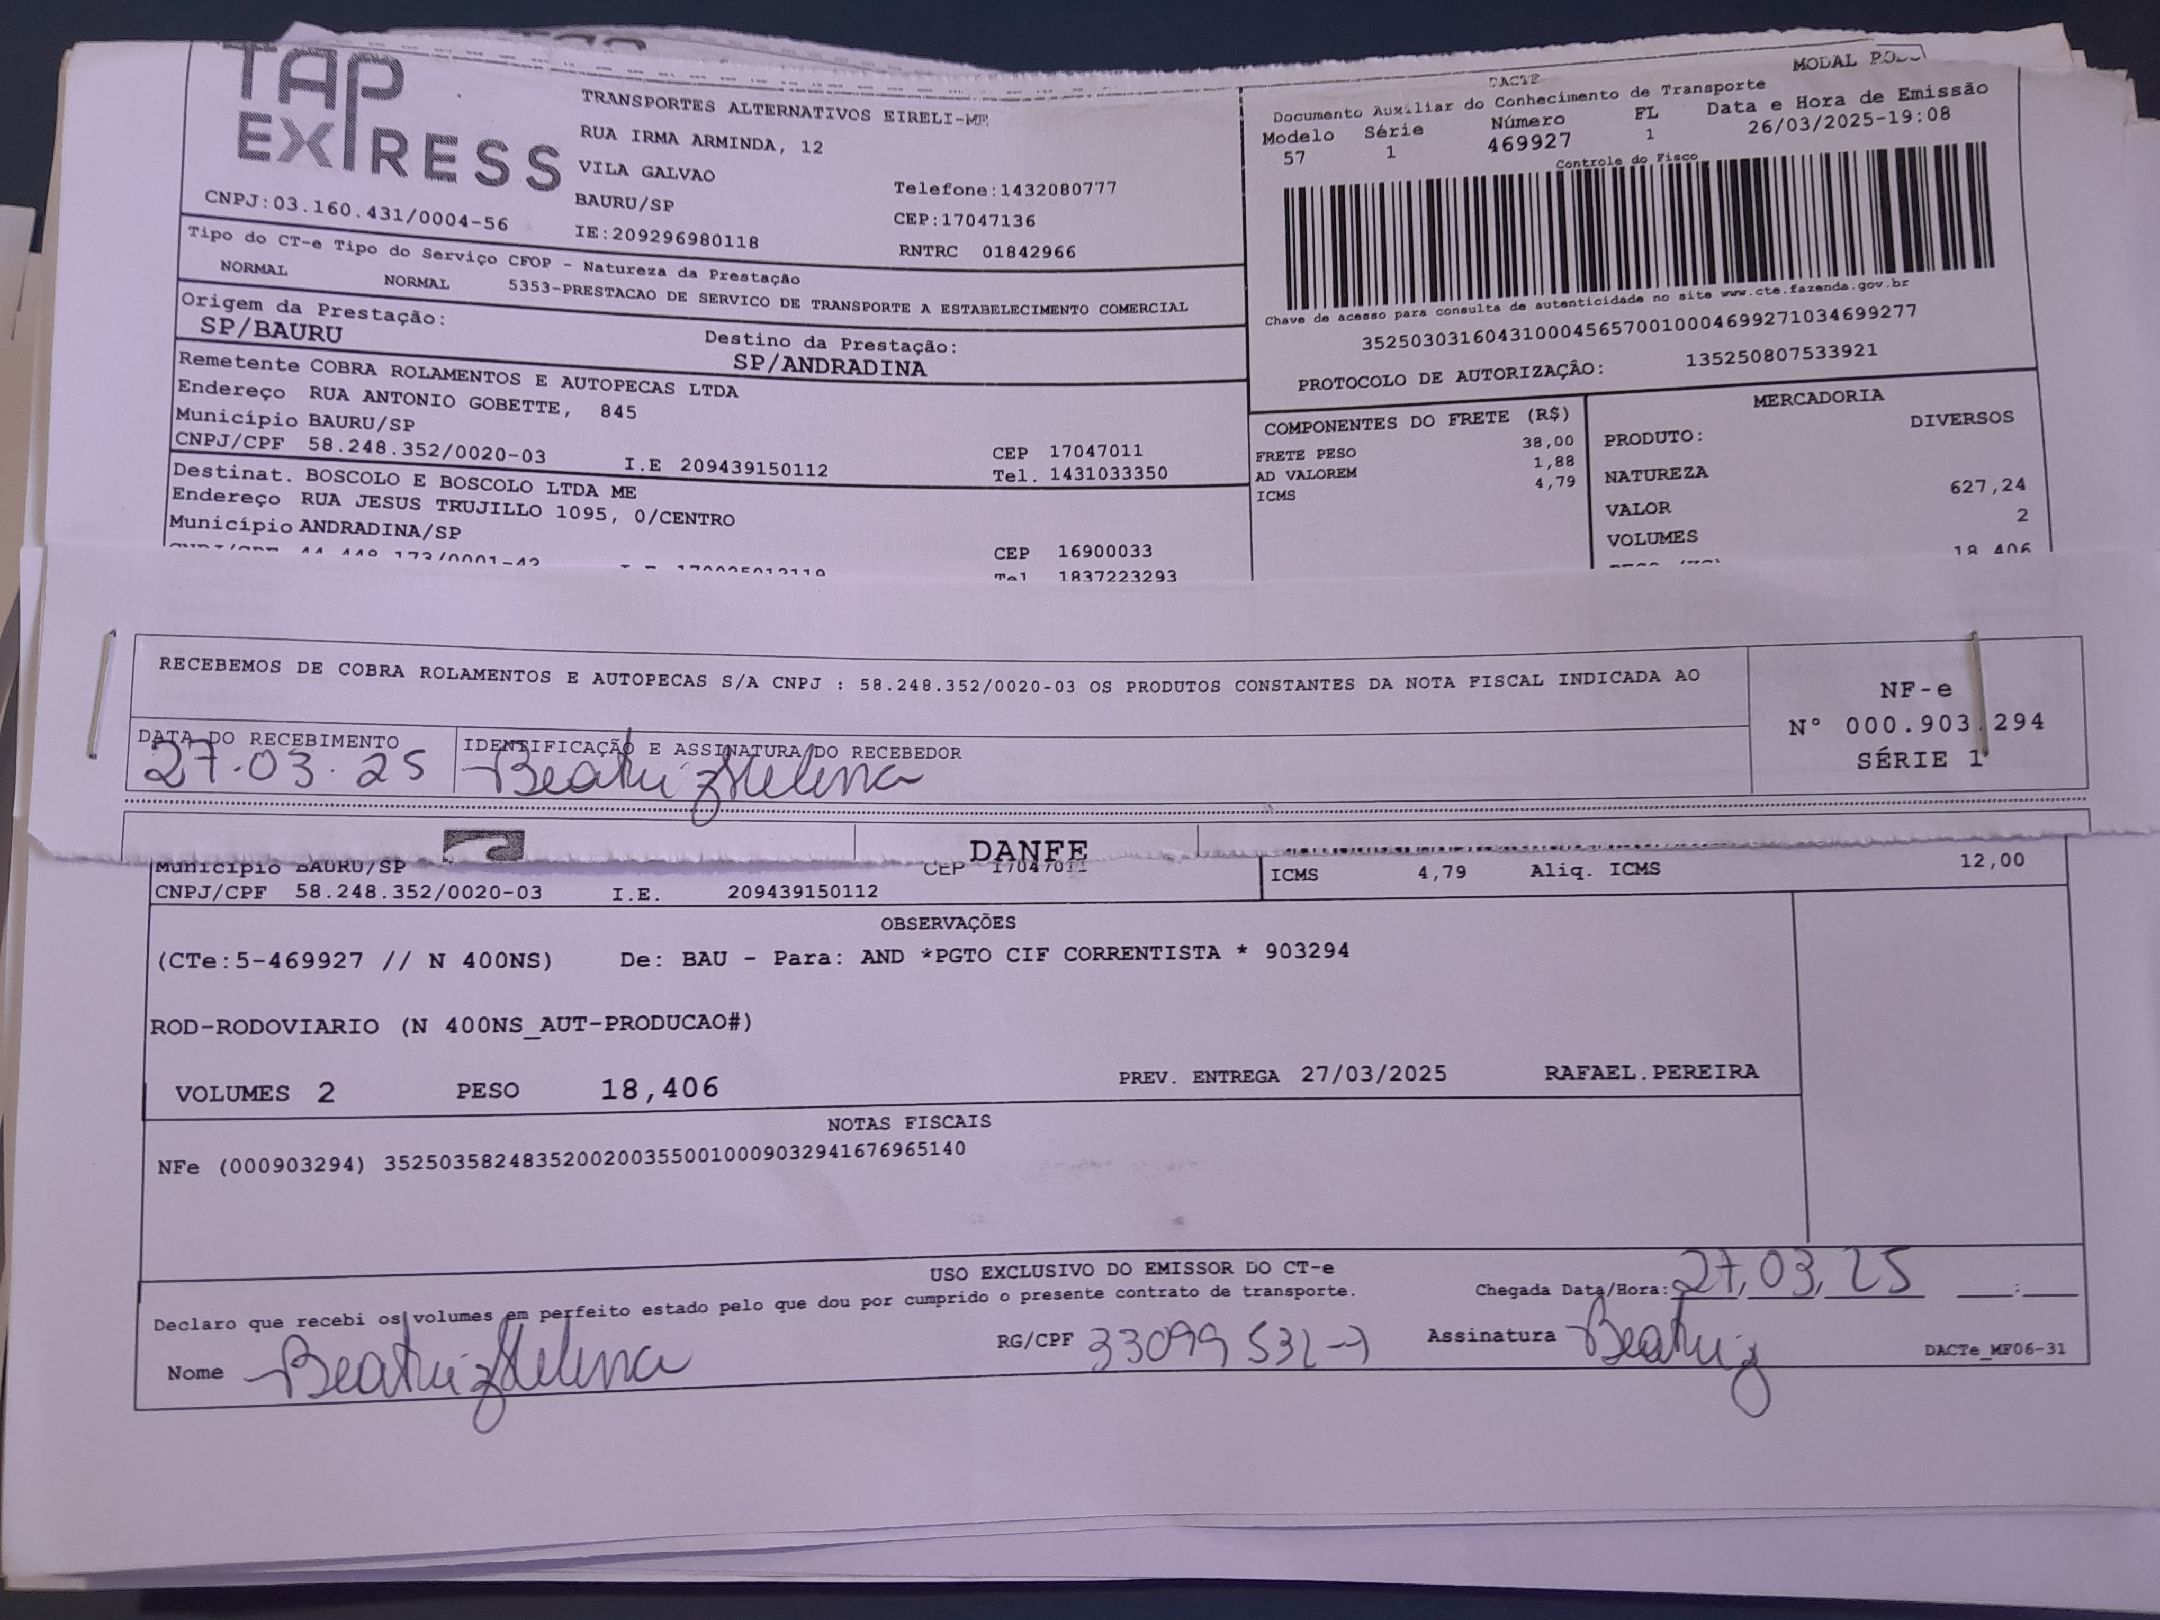 TAP EXPRESS
TRANSPORTES ALTERNATIVOS EIRELI-ME
RUA IRMA ARMINDA, 12
VILA GALVAO
Telefone:1432080777
BAURU/SP
CEP:17047136
CNPJ:03.160.431/0004-56
IE:209296980118
RNTRC 01842966
DACTE
MODAL
Documento Auxiliar do Conhecimento de Transporte
Modelo Série Número FL Data e Hora de Emissão
57 1 469927 1 26/03/2025-19:08
Controle do Fisco
Chave de acesso para consulta de autenticidade no site www.cte.fazenda.gov.br
35250303160431000456570010004699271034699277
PROTOCOLO DE AUTORIZAÇÃO: 135250807533921
Tipo do CT-e Tipo do Serviço CFOP - Natureza da Prestação
NORMAL NORMAL 5353-PRESTACAO DE SERVICO DE TRANSPORTE A ESTABELECIMENTO COMERCIAL
Origem da Prestação: Destino da Prestação:
SP/BAURU SP/ANDRADINA
Remetente COBRA ROLAMENTOS E AUTOPECAS LTDA
Endereço RUA ANTONIO GOBETTE, 845
Município BAURU/SP CEP 17047011
CNPJ/CPF 58.248.352/0020-03 I.E 209439150112 Tel. 1431033350
Destinat. BOSCOLO E BOSCOLO LTDA ME
Endereço RUA JESUS TRUJILLO 1095, 0/CENTRO
Município ANDRADINA/SP CEP 16900033
Tel 1837223293
COMPONENTES DO FRETE (R$)
FRETE PESO 38,00
AD VALOREM 1,88
ICMS 4,79
MERCADORIA
PRODUTO: DIVERSOS
NATUREZA
VALOR 627,24
VOLUMES 2
18,406
RECEBEMOS DE COBRA ROLAMENTOS E AUTOPECAS S/A CNPJ : 58.248.352/0020-03 OS PRODUTOS CONSTANTES DA NOTA FISCAL INDICADA AO
NF-e
N° 000.903.294
SÉRIE 1
DATA DO RECEBIMENTO IDENTIFICAÇÃO E ASSINATURA DO RECEBEDOR
27.03.25 Beatriz Helena
DANFE
Município BAURU/SP CEP 17047011
CNPJ/CPF 58.248.352/0020-03 I.E. 209439150112
ICMS 4,79 Aliq. ICMS 12,00
OBSERVAÇÕES
(CTe:5-469927 // N 400NS) De: BAU - Para: AND *PGTO CIF CORRENTISTA * 903294
ROD-RODOVIARIO (N 400NS_AUT-PRODUCAO#)
VOLUMES 2 PESO 18,406 PREV. ENTREGA 27/03/2025 RAFAEL.PEREIRA
NOTAS FISCAIS
NFe (000903294) 35250358248352002003550010009032941676965140
USO EXCLUSIVO DO EMISSOR DO CT-e
Declaro que recebi os volumes em perfeito estado pelo que dou por cumprido o presente contrato de transporte. Chegada Data/Hora: 27,03,25 __:__
Nome Beatriz Helena RG/CPF Assinatura Beatriz DACTe_MF06-31